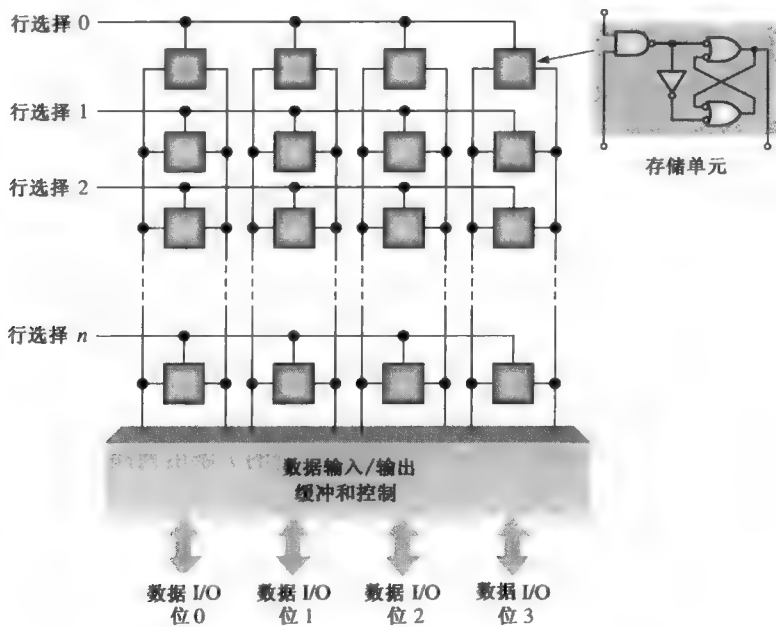 行选择 0
行选择 1
行选择 2
行选择 n
存储单元
数据输入/输出
缓冲和控制
数据 I/O
位 0
数据 I/O
位 1
数据 I/O
位 2
数据 I/O
位 3